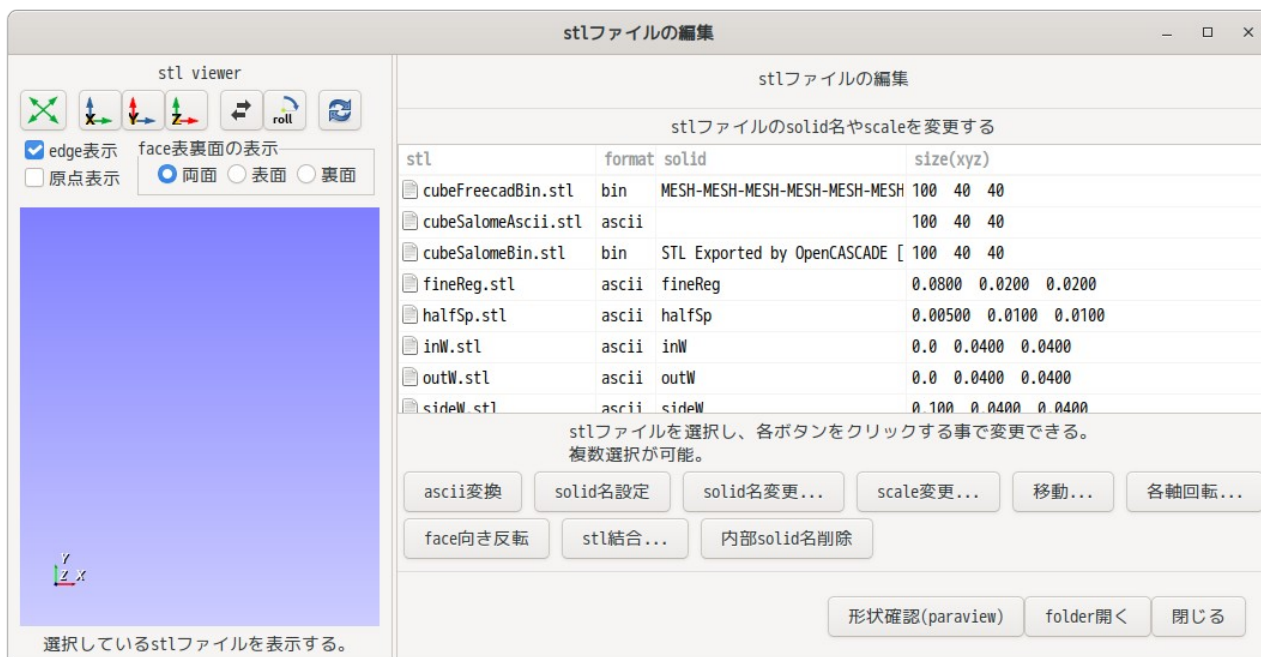 stlファイルの編集
stl viewer
X
Y
Z
roll
edge表示
face表裏面の表示
原点表示
両面
表面
裏面
Y
Z X
選択しているstlファイルを表示する。
stlファイルの編集
stlファイルのsolid名やscaleを変更する
stl format solid size(xyz)
cubeFreecadBin.stl bin MESH-MESH-MESH-MESH-MESH-MESH 100 40 40
cubeSalomeAscii.stl ascii 100 40 40
cubeSalomeBin.stl bin STL Exported by OpenCASCADE [ 100 40 40
fineReg.stl ascii fineReg 0.0800 0.0200 0.0200
halfSp.stl ascii halfSp 0.00500 0.0100 0.0100
inW.stl ascii inW 0.0 0.0400 0.0400
outW.stl ascii outW 0.0 0.0400 0.0400
sideW.stl ascii sideW 0.100 0.0400 0.0400
stlファイルを選択し、各ボタンをクリックする事で変更できる。
複数選択が可能。
ascii変換 solid名設定 solid名変更... scale変更... 移動... 各軸回転...
face向き反転 stl結合... 内部solid名削除
形状確認(paraview) folder開く 閉じる